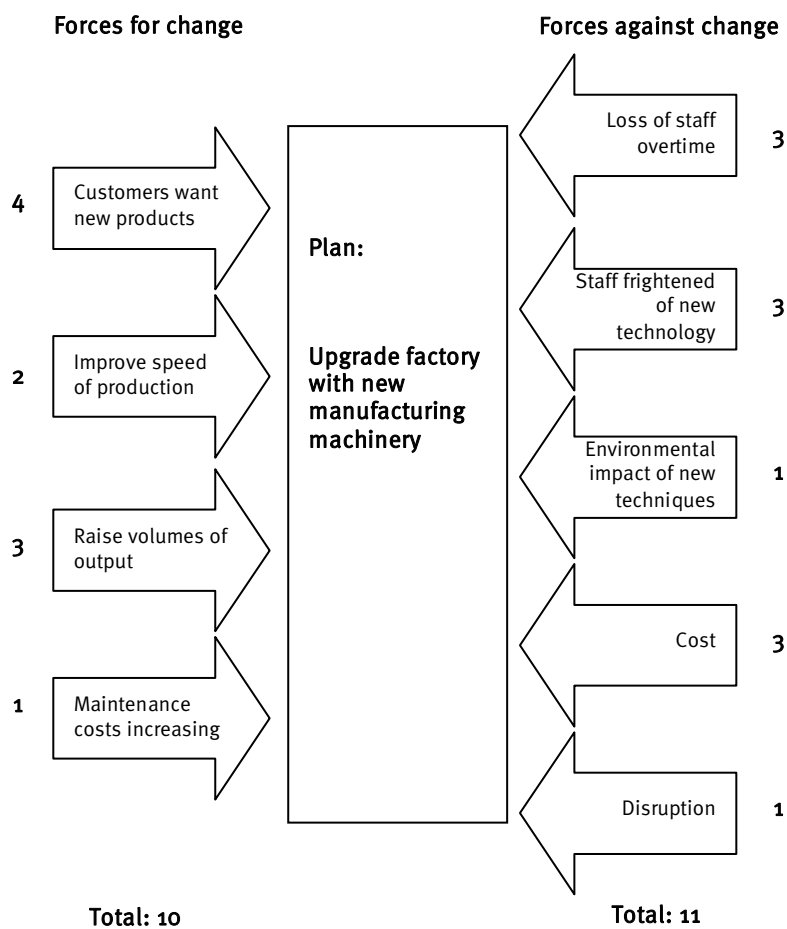 Forces for change
Forces against change
4
Customers want
new products
2
Improve speed
of production
3
Raise volumes of
output
1
Maintenance
costs increasing
Plan:
Upgrade factory
with new
manufacturing
machinery
Loss of staff
overtime
3
Staff frightened
of new
technology
3
Environmental
impact of new
techniques
1
Cost
3
Disruption
1
Total: 10
Total: 11